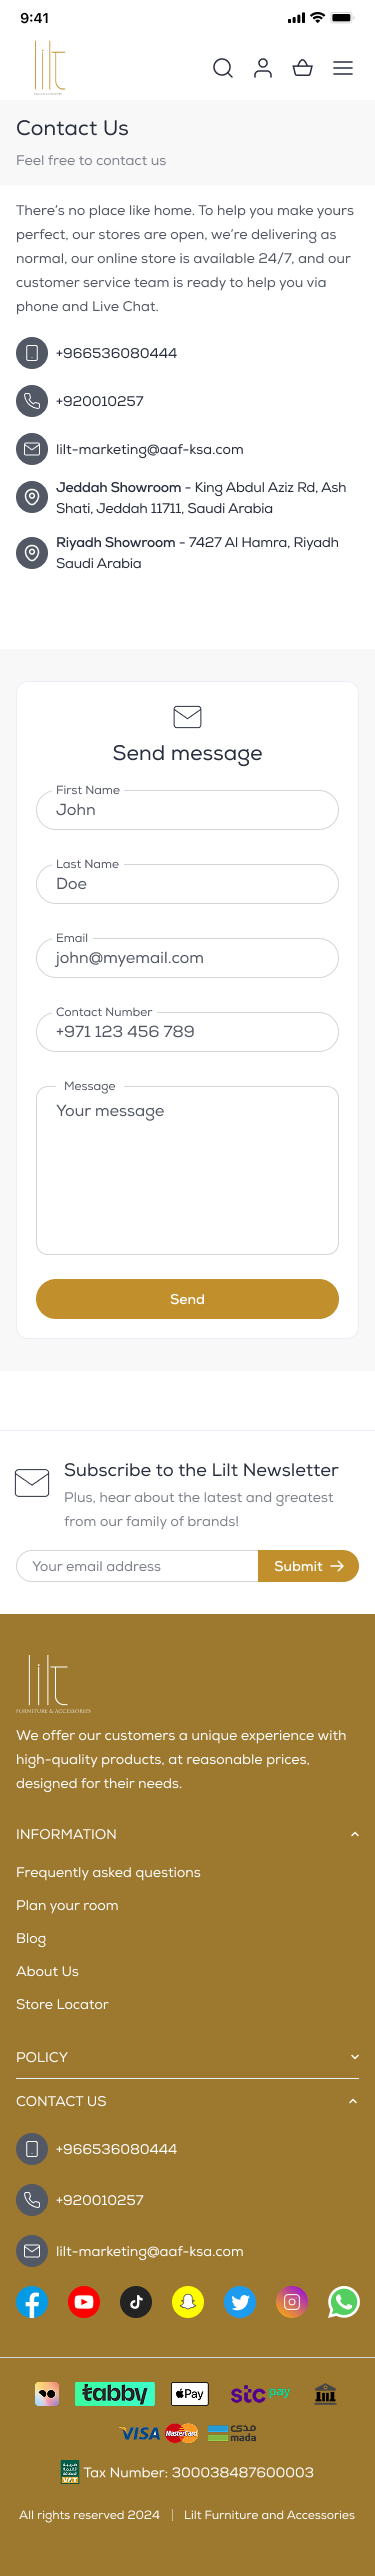 9:41
lilt
Contact Us
Feel free to contact us
There's no place like home. To help you make yours
perfect, our stores are open, we're delivering as
normal, our online store is available 24/7, and our
customer service team is ready to help you via
phone and Live Chat.
+966536080444
+920010257
lilt-marketing@aaf-ksa.com
Jeddah Showroom - King Abdul Aziz Rd, Ash
Shati, Jeddah 11711, Saudi Arabia
Riyadh Showroom - 7427 Al Hamra, Riyadh
Saudi Arabia
Send message
First Name
John
Last Name
Doe
Email
john@myemail.com
Contact Number
+971 123 456 789
Message
Your message
Send
Subscribe to the Lilt Newsletter
Plus, hear about the latest and greatest
from our family of brands!
Your email address
Submit
lilt
FURNITURE & ACCESSORIES
We offer our customers a unique experience with
high-quality products, at reasonable prices,
designed for their needs.
INFORMATION
Frequently asked questions
Plan your room
Blog
About Us
Store Locator
POLICY
CONTACT US
+966536080444
+920010257
lilt-marketing@aaf-ksa.com
tabby
Pay
stc pay
VISA
MasterCard
مدى
mada
VAT
Tax Number: 300038487600003
All rights reserved 2024 | Lilt Furniture and Accessories